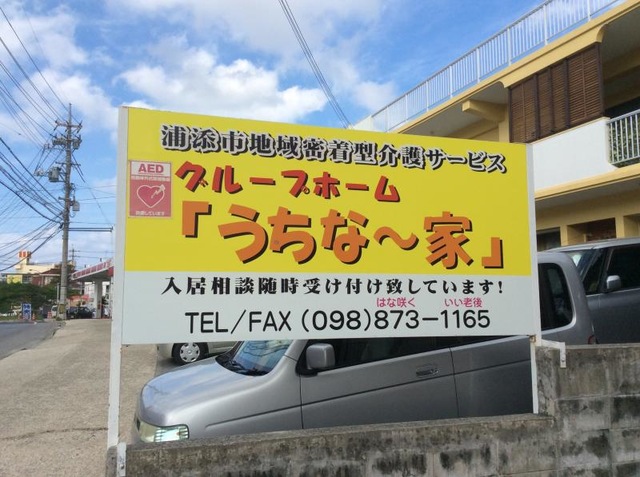 浦添市地域密着型介護サービス
AED
グループホーム
「うちな〜家」
入居相談随時受け付け致しています!
はな咲く いい老後
TEL/FAX (098)873-1165